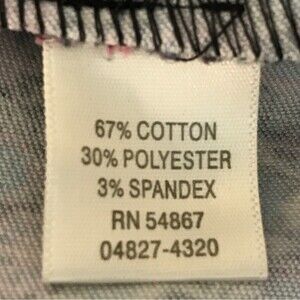 67% COTTON
30% POLYESTER
3% SPANDEX
RN 54867
04827-4320